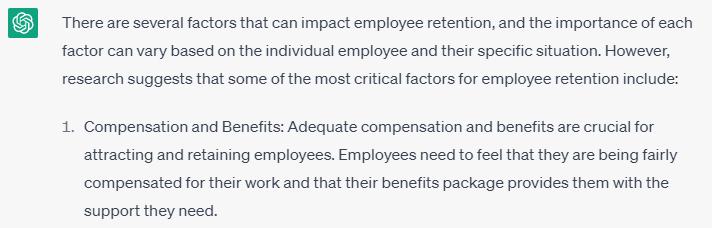 There are several factors that can impact employee retention, and the importance of each
factor can vary based on the individual employee and their specific situation. However,
research suggests that some of the most critical factors for employee retention include:
1. Compensation and Benefits: Adequate compensation and benefits are crucial for
attracting and retaining employees. Employees need to feel that they are being fairly
compensated for their work and that their benefits package provides them with the
support they need.